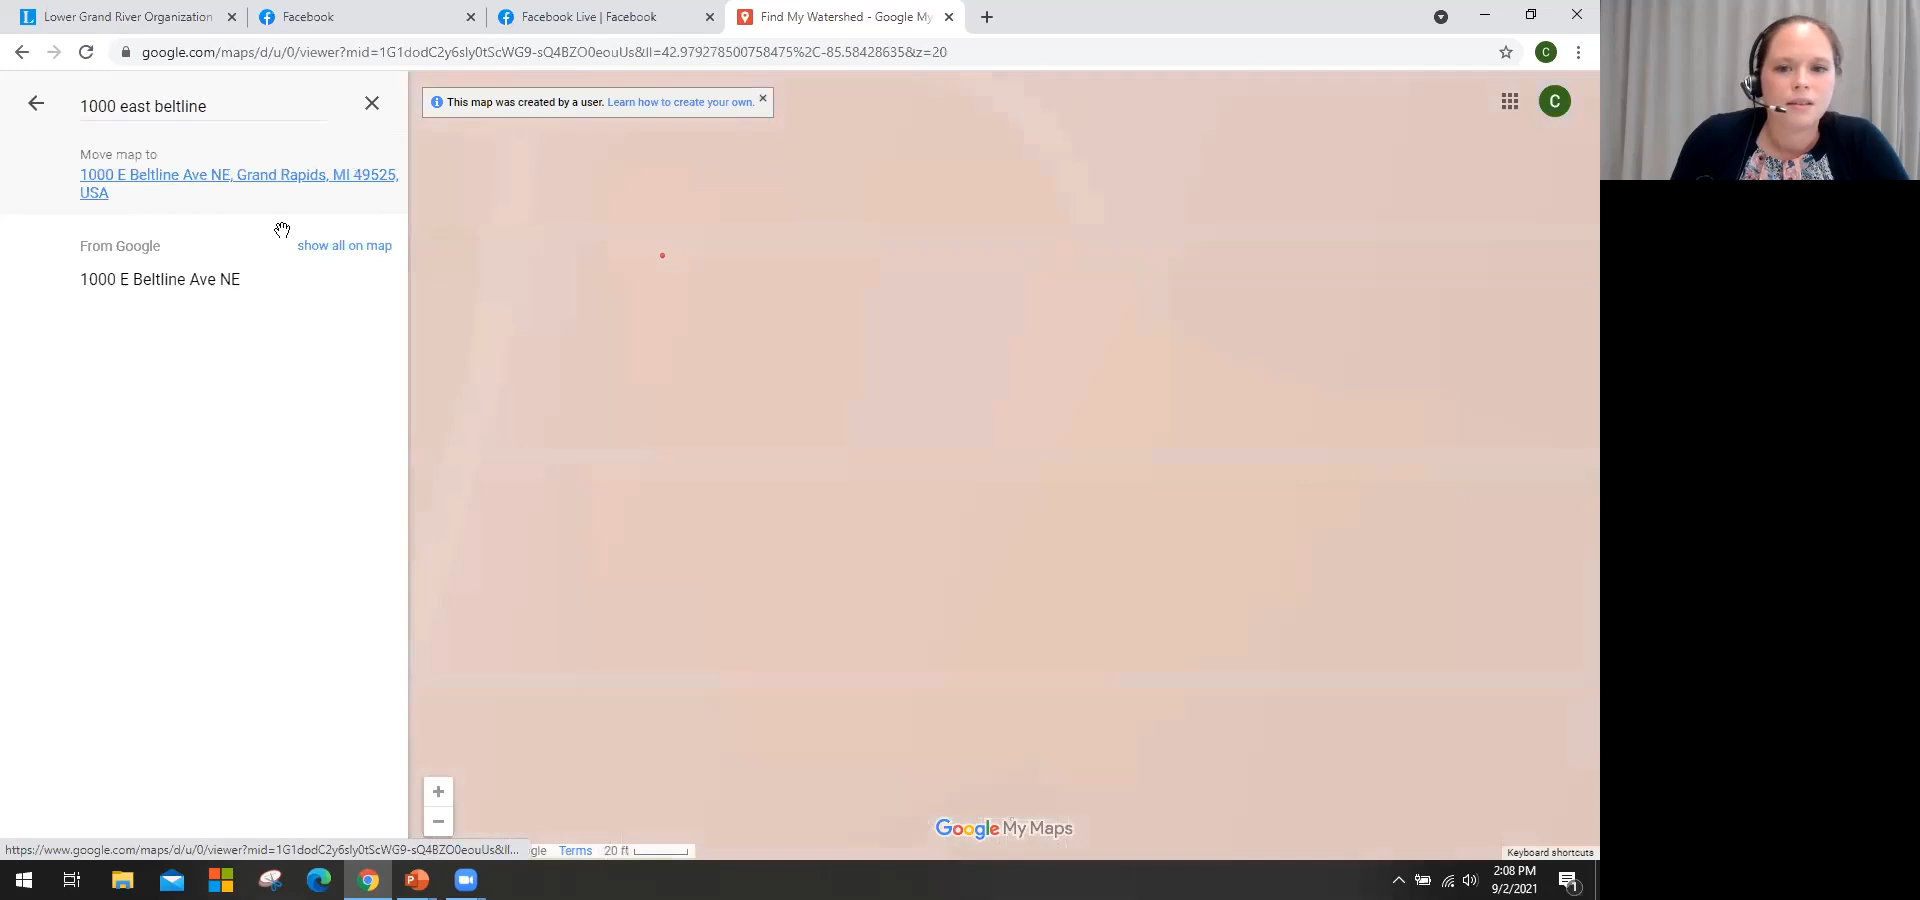 Lower Grand River Organization
Facebook
Facebook Live | Facebook
Find My Watershed - Google My
google.com/maps/d/u/0/viewer?mid=1G1dodC2y6sly0tScWG9-sQ4BZO0eouUs&ll=42.979278500758475%2C-85.58428635&z=20
C
1000 east beltline
This map was created by a user. Learn how to create your own.
C
Move map to
1000 E Beltline Ave NE, Grand Rapids, MI 49525,
USA
From Google
show all on map
1000 E Beltline Ave NE
Google My Maps
https://www.google.com/maps/d/u/0/viewer?mid=1G1dodC2y6sly0tScWG9-sQ4BZO0eouUs&ll...
gle
Terms
20 ft
Keyboard shortcuts
2:08 PM
9/2/2021
1